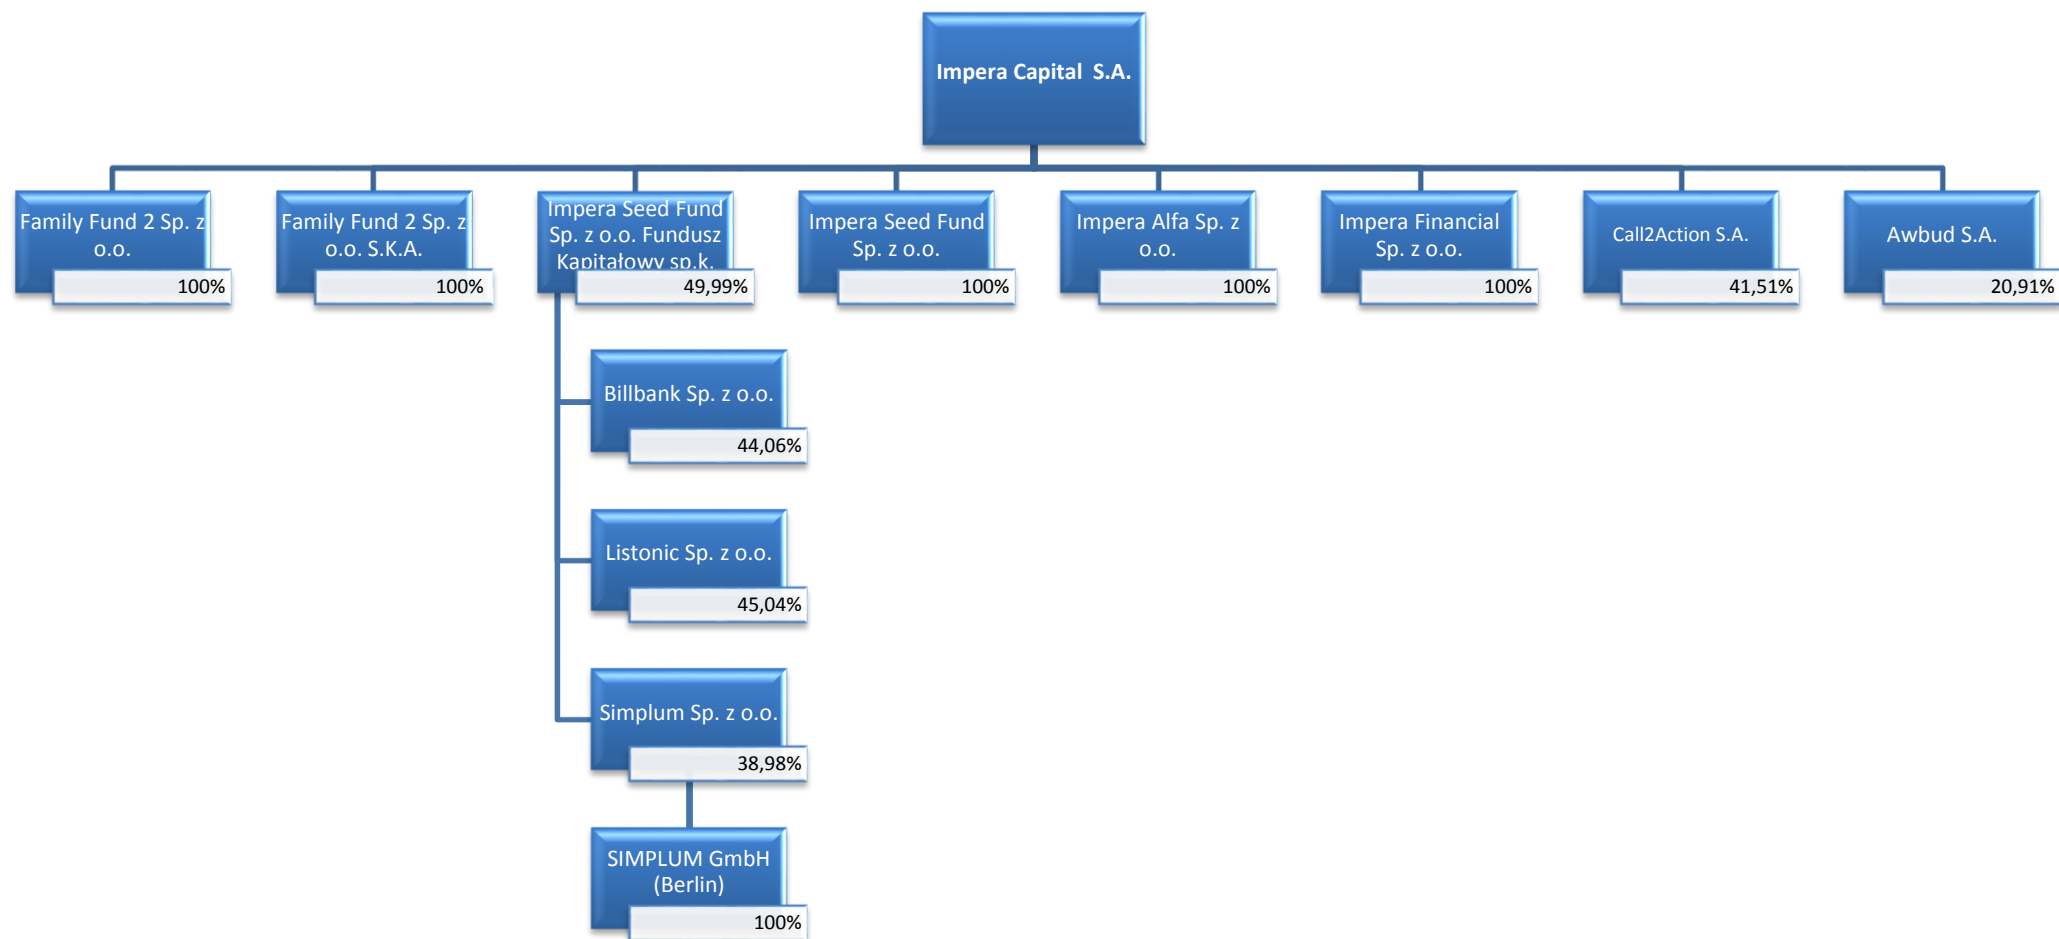 Impera Capital  S.A.
Family Fund 2 Sp. z
o.o.
100%
Family Fund 2 Sp. z
o.o. S.K.A.
100%
Impera Seed Fund
Sp. z o.o. Fundusz
Kapitałowy sp.k.
49,99%
Impera Seed Fund
Sp. z o.o.
100%
Impera Alfa Sp. z
o.o.
100%
Impera Financial
Sp. z o.o.
100%
Call2Action S.A.
41,51%
Awbud S.A.
20,91%
Billbank Sp. z o.o.
44,06%
Listonic Sp. z o.o.
45,04%
Simplum Sp. z o.o.
38,98%
SIMPLUM GmbH
(Berlin)
100%